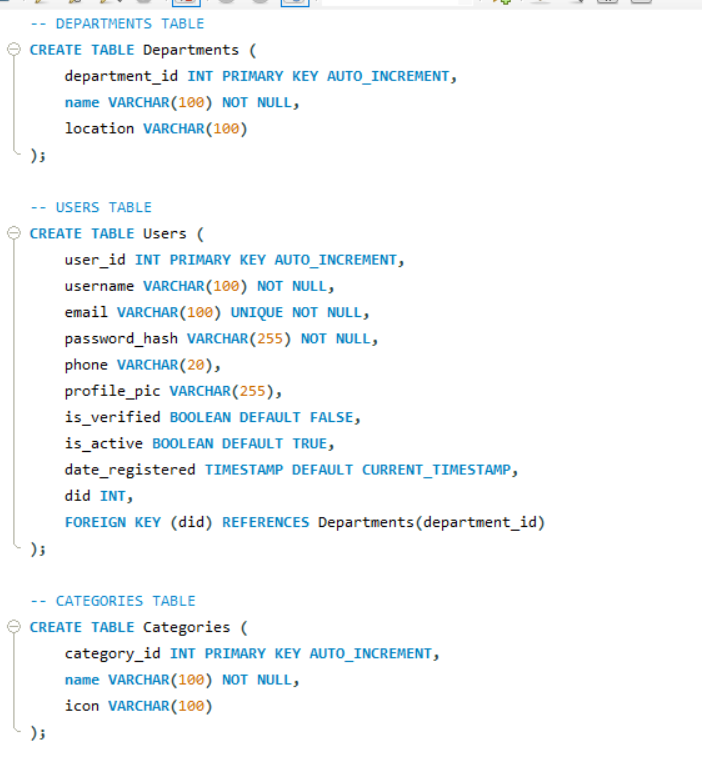 -- DEPARTMENTS TABLE
CREATE TABLE Departments (
    department_id INT PRIMARY KEY AUTO_INCREMENT,
    name VARCHAR(100) NOT NULL,
    location VARCHAR(100)
);

-- USERS TABLE
CREATE TABLE Users (
    user_id INT PRIMARY KEY AUTO_INCREMENT,
    username VARCHAR(100) NOT NULL,
    email VARCHAR(100) UNIQUE NOT NULL,
    password_hash VARCHAR(255) NOT NULL,
    phone VARCHAR(20),
    profile_pic VARCHAR(255),
    is_verified BOOLEAN DEFAULT FALSE,
    is_active BOOLEAN DEFAULT TRUE,
    date_registered TIMESTAMP DEFAULT CURRENT_TIMESTAMP,
    did INT,
    FOREIGN KEY (did) REFERENCES Departments(department_id)
);

-- CATEGORIES TABLE
CREATE TABLE Categories (
    category_id INT PRIMARY KEY AUTO_INCREMENT,
    name VARCHAR(100) NOT NULL,
    icon VARCHAR(100)
);